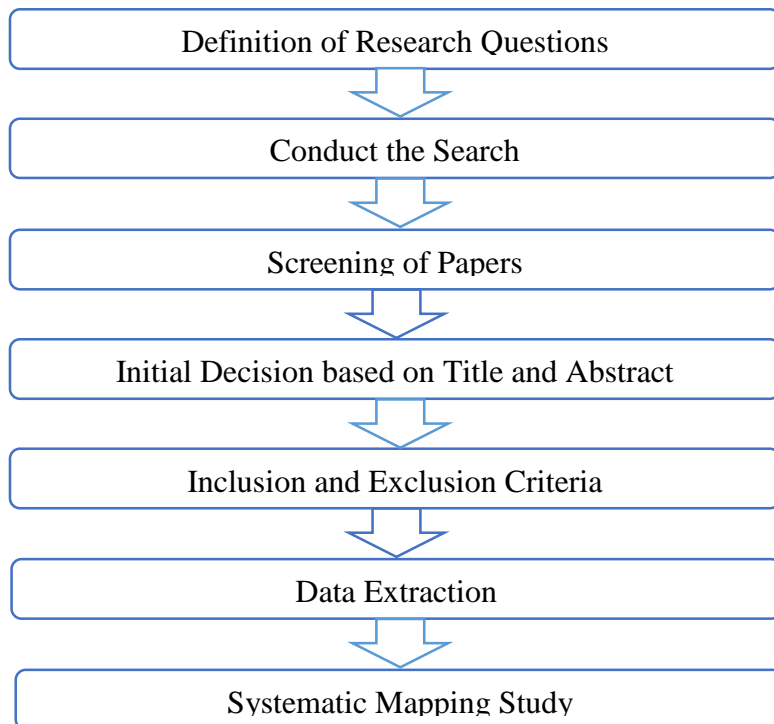 Definition of Research Questions
Conduct the Search
Screening of Papers
Initial Decision based on Title and Abstract
Inclusion and Exclusion Criteria
Data Extraction
Systematic Mapping Study